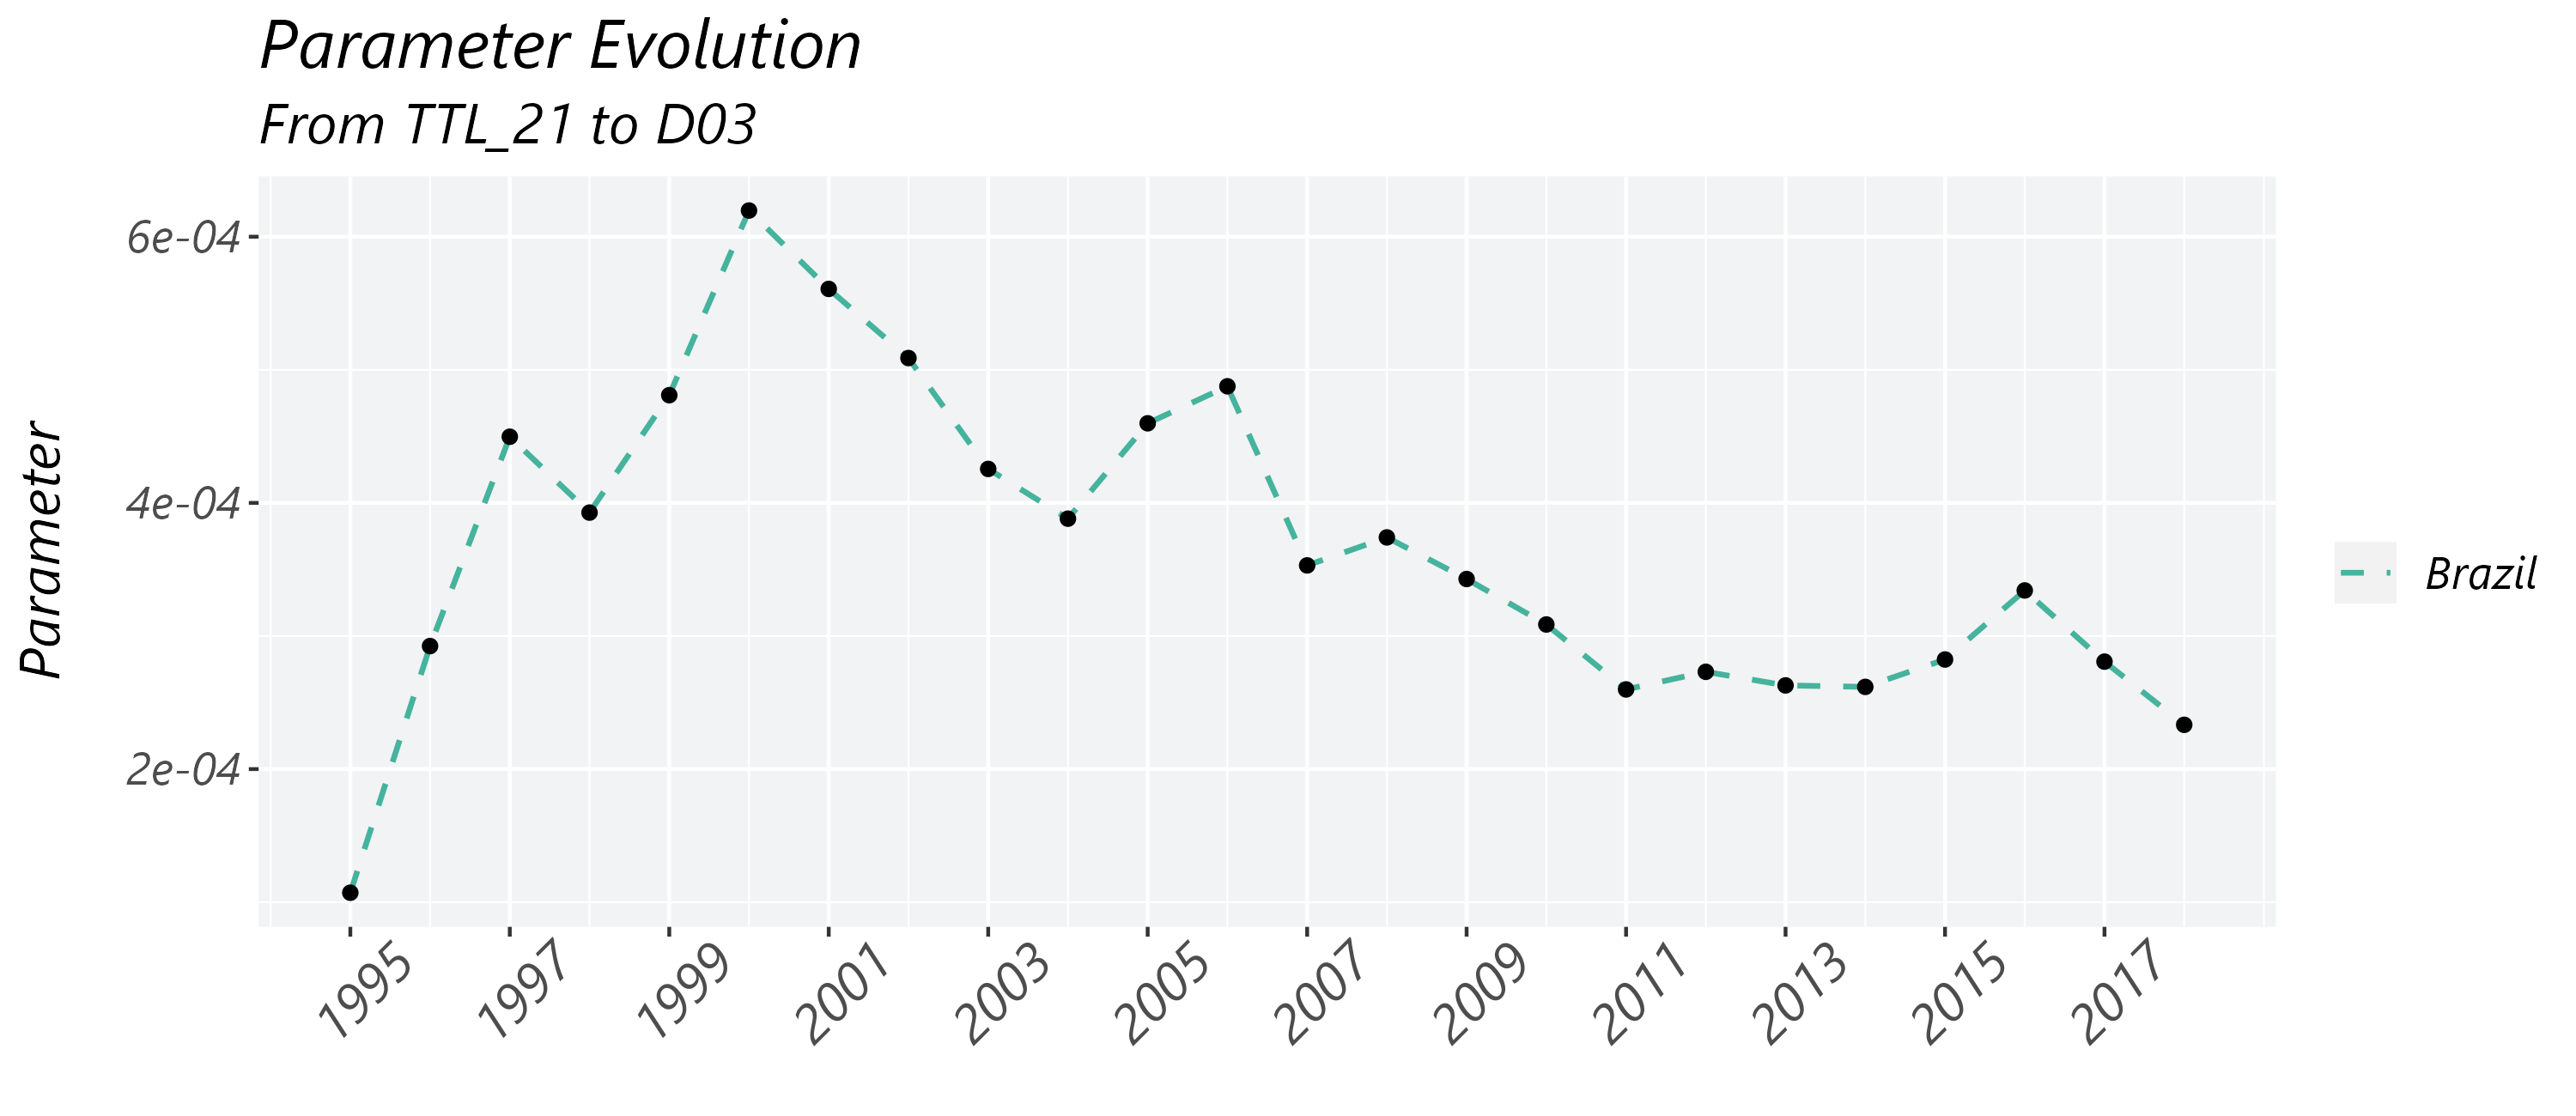 Parameter Evolution
From TTL_21 to D03
Parameter
6e-04
4e-04
2e-04
1995
1997
1999
2001
2003
2005
2007
2009
2011
2013
2015
2017
Brazil